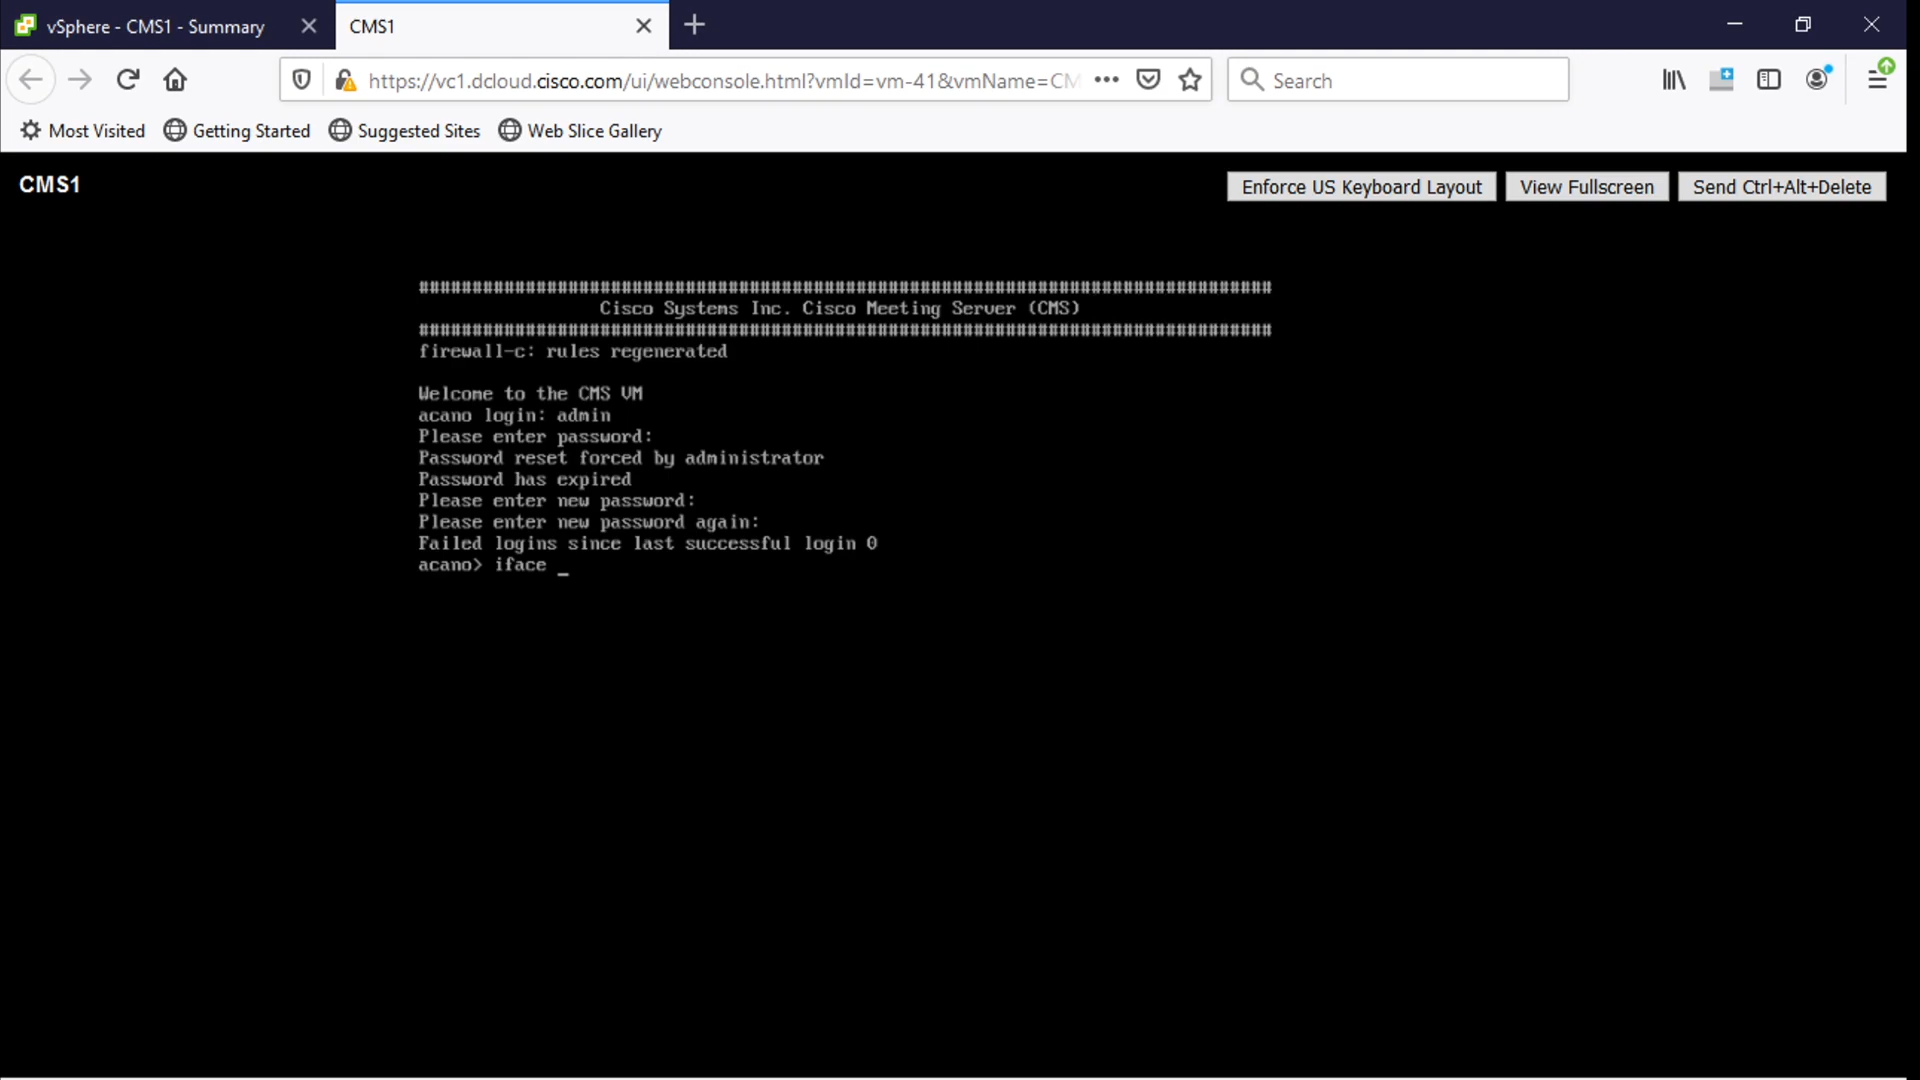 vSphere - CMS1 - Summary
CMS1
https://vc1.dcloud.cisco.com/ui/webconsole.html?vmId=vm-41&vmName=CM
Search
Most Visited
Getting Started
Suggested Sites
Web Slice Gallery
CMS1
Enforce US Keyboard Layout
View Fullscreen
Send Ctrl+Alt+Delete
################################################################################
Cisco Systems Inc. Cisco Meeting Server (CMS)
################################################################################
firewall-c: rules regenerated
Welcome to the CMS VM
acano login: admin
Please enter password:
Password reset forced by administrator
Password has expired
Please enter new password:
Please enter new password again:
Failed logins since last successful login 0
acano> iface _